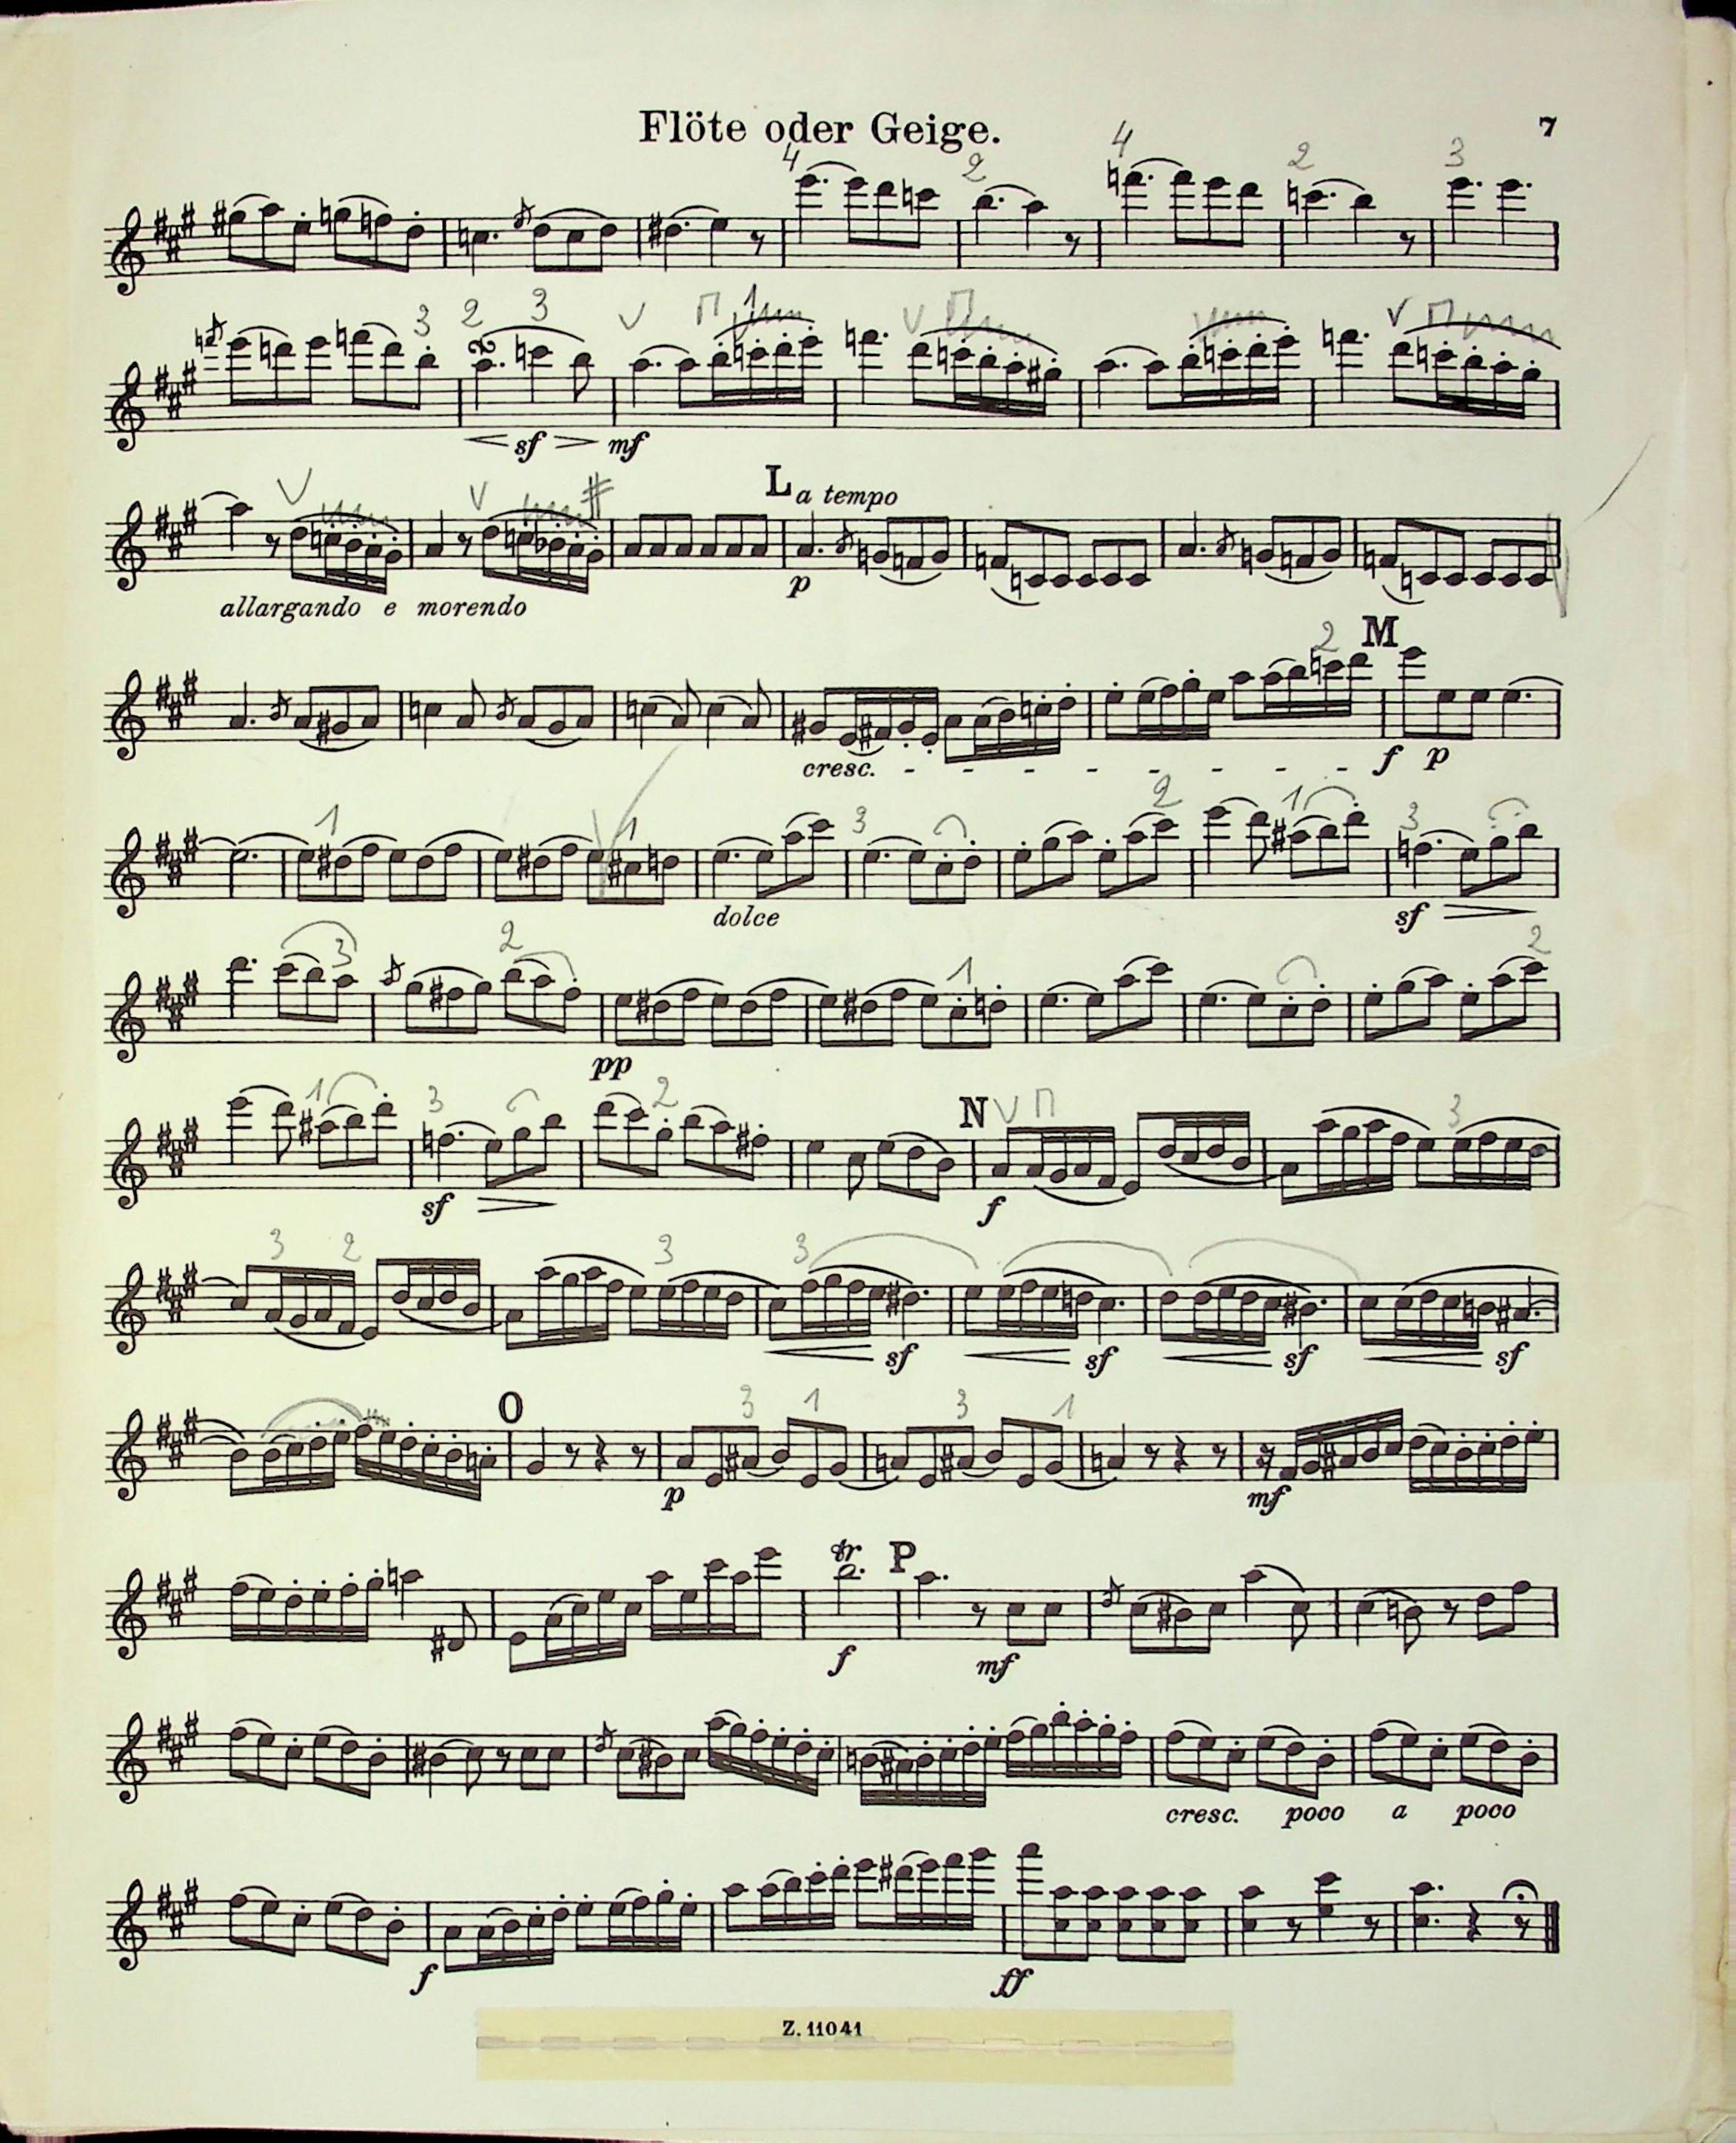 Flöte oder Geige.
7
4 2 4 2 3
3 2 3 1
sf mf
L a tempo
p
allargando e morendo
2 M
cresc. - - - - - - - - f p
1 1 3 2 1 3
dolce sf
3 2 1 2
pp
1 3 2 N 3
sf f
3 2 3 3
sf sf sf sf
O 3 1 3 1
p mf
tr P
f mf
cresc. poco a poco
f ff
Z. 11041